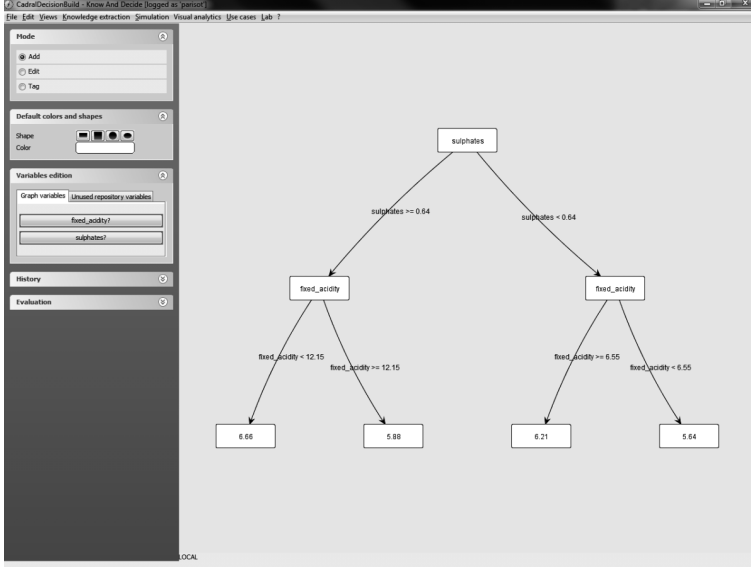 CadralDecisionBuild - Know And Decide [logged as 'parisot']
File Edit Views Knowledge extraction Simulation Visual analytics Use cases Lab ?
Mode
Add
Edit
Tag
Default colors and shapes
Shape
Color
Variables edition
Graph variables Unused repository variables
fixed_acidity?
sulphates?
History
Evaluation
sulphates
sulphates >= 0.64
sulphates < 0.64
fixed_acidity
fixed_acidity
fixed_acidity < 12.15
fixed_acidity >= 12.15
fixed_acidity >= 6.55
fixed_acidity < 6.55
6.66
5.88
6.21
5.64
LOCAL